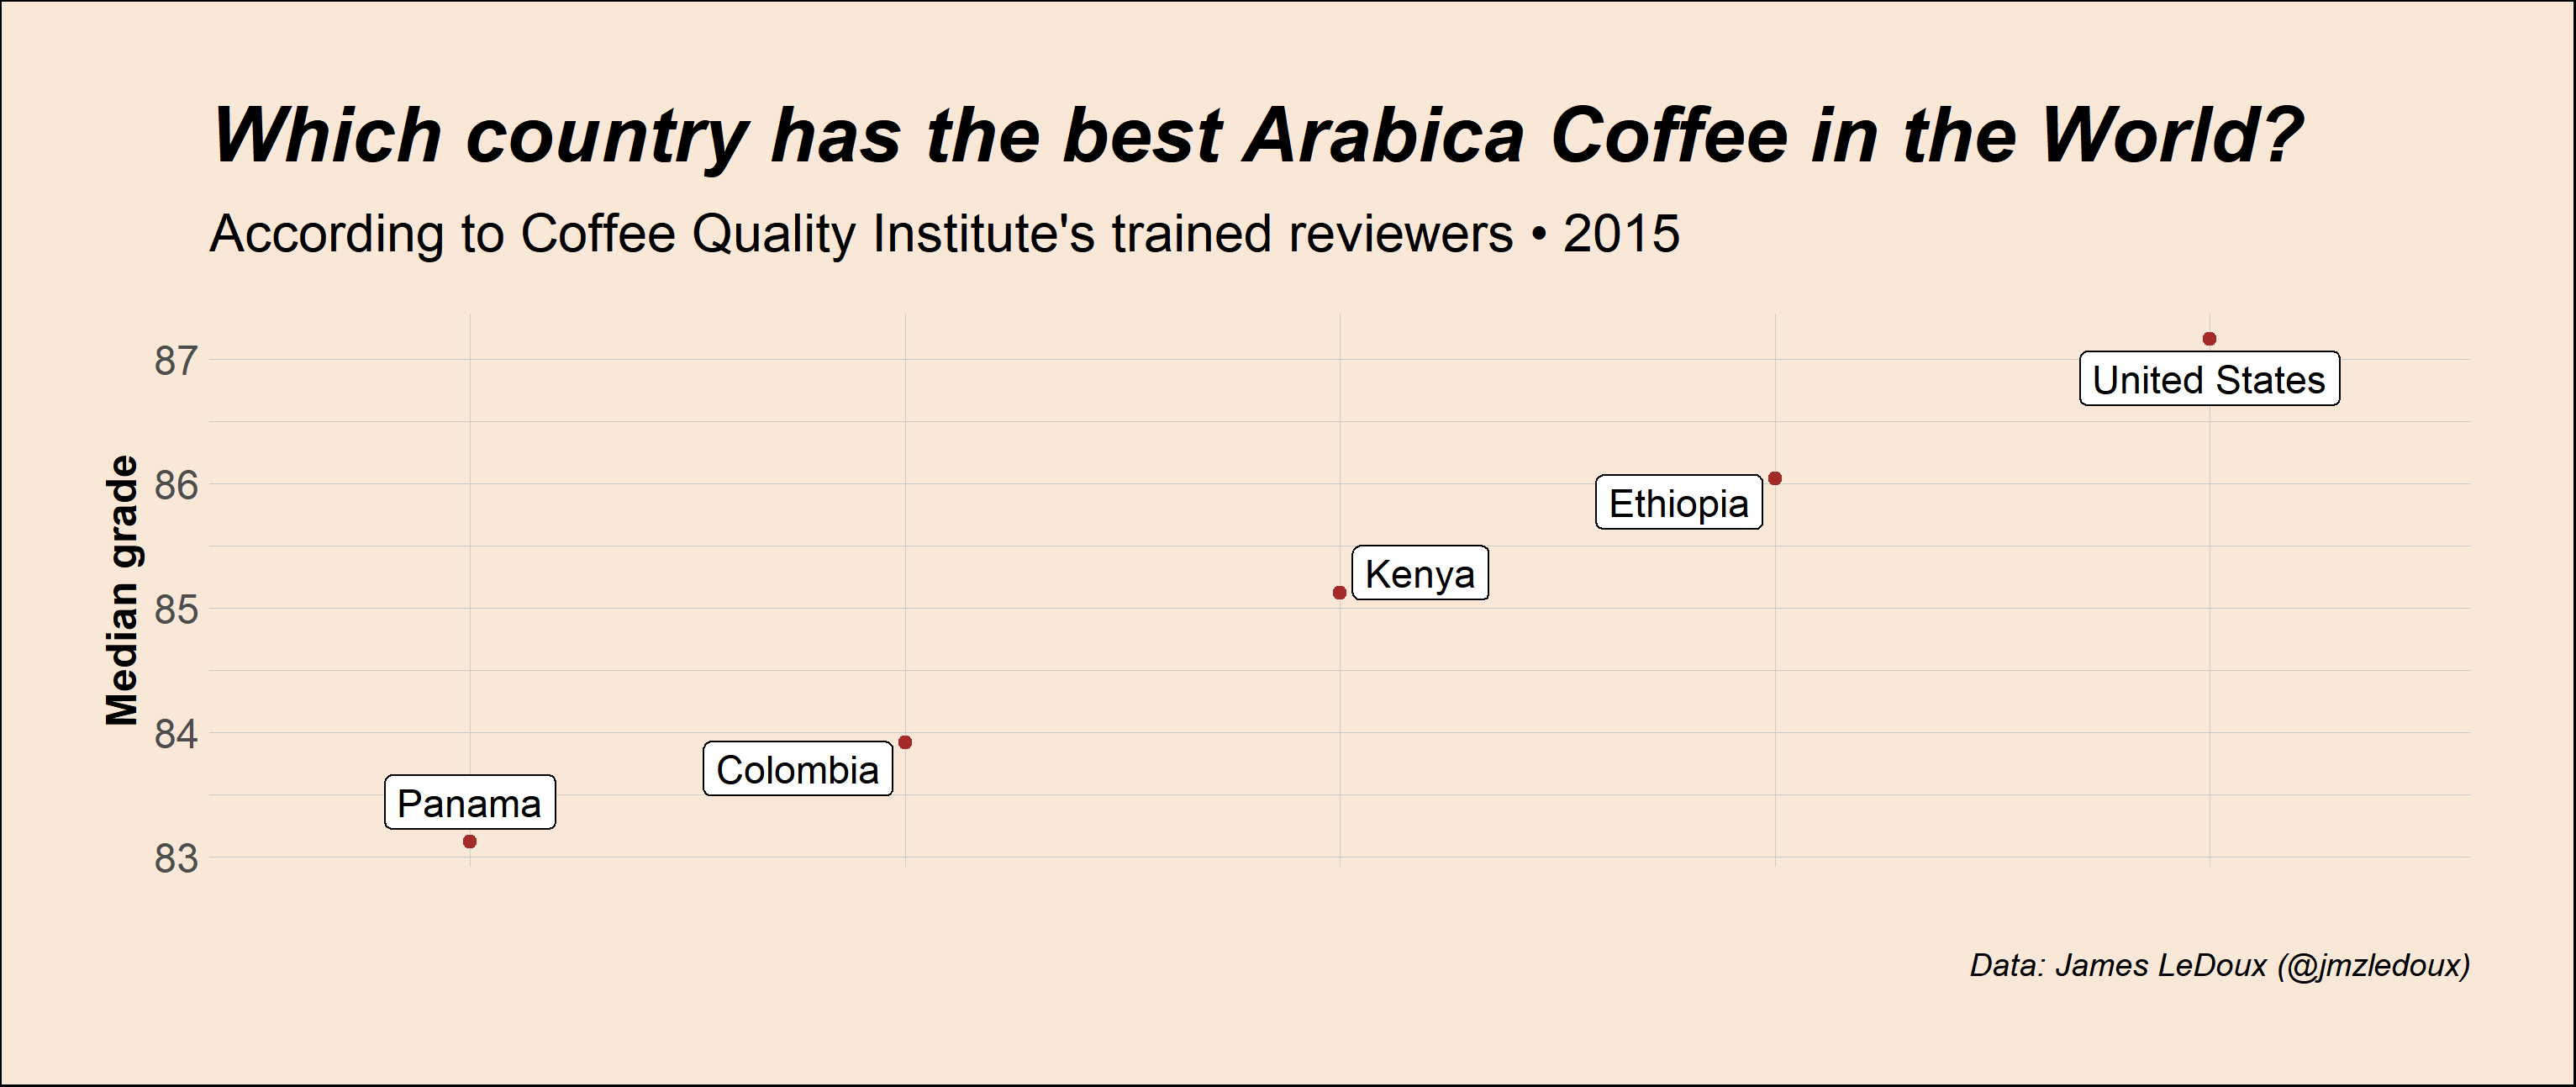 Which country has the best Arabica Coffee in the World?
According to Coffee Quality Institute's trained reviewers • 2015
Median grade
87
86
85
84
83
United States
Ethiopia
Kenya
Colombia
Panama
Data: James LeDoux (@jmzledoux)